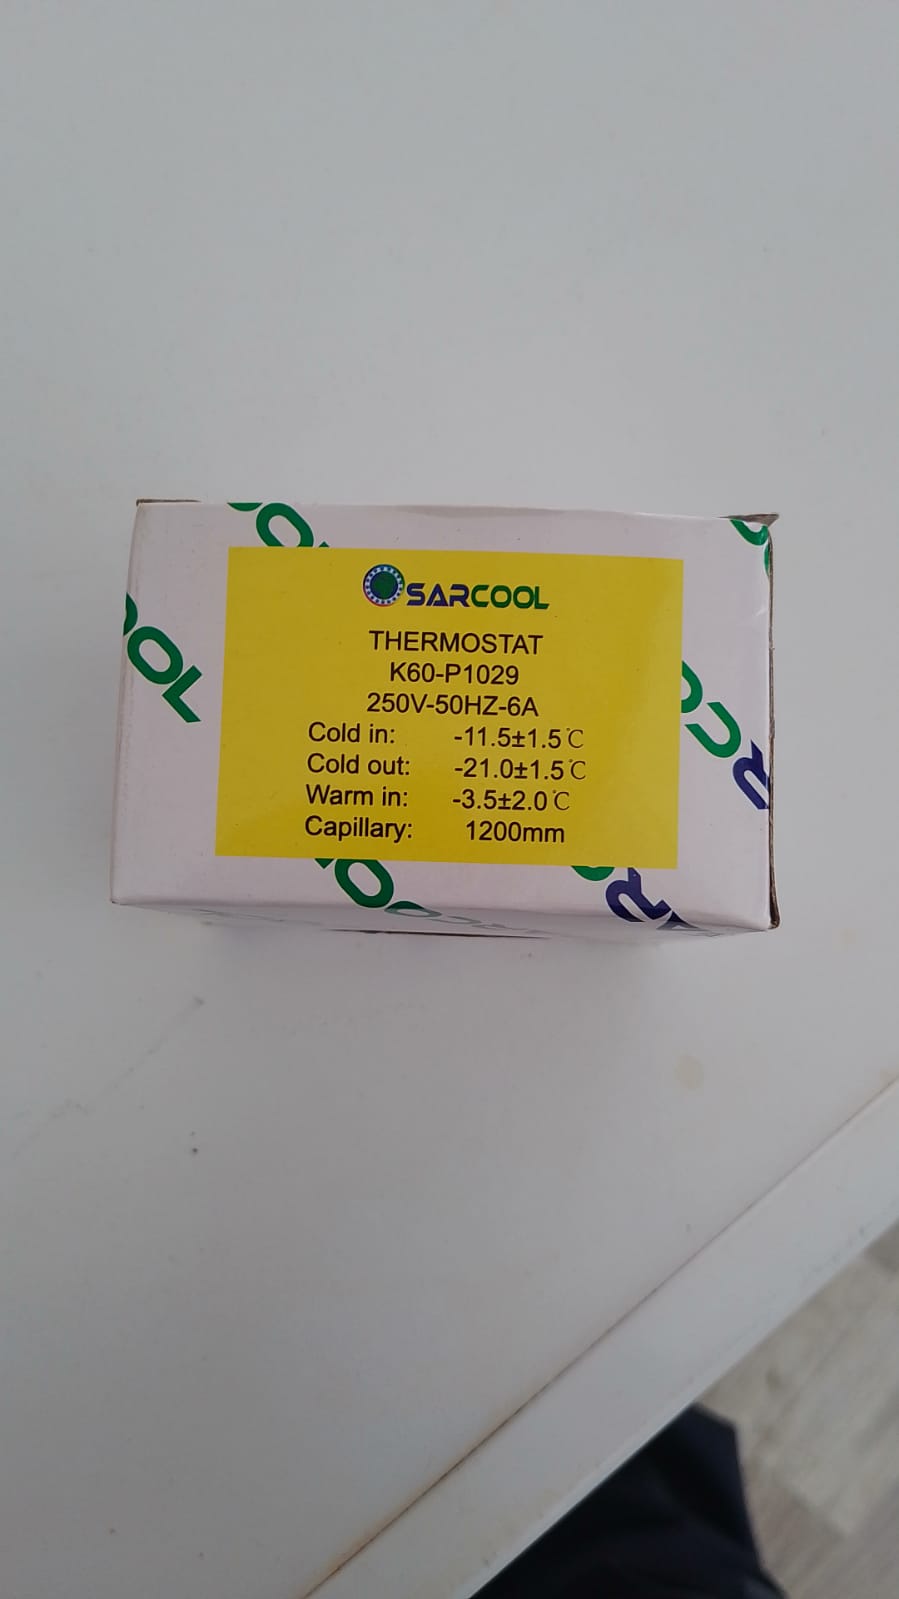 SARCOOL
THERMOSTAT
K60-P1029
250V-50HZ-6A
Cold in: -11.5±1.5℃
Cold out: -21.0±1.5℃
Warm in: -3.5±2.0℃
Capillary: 1200mm